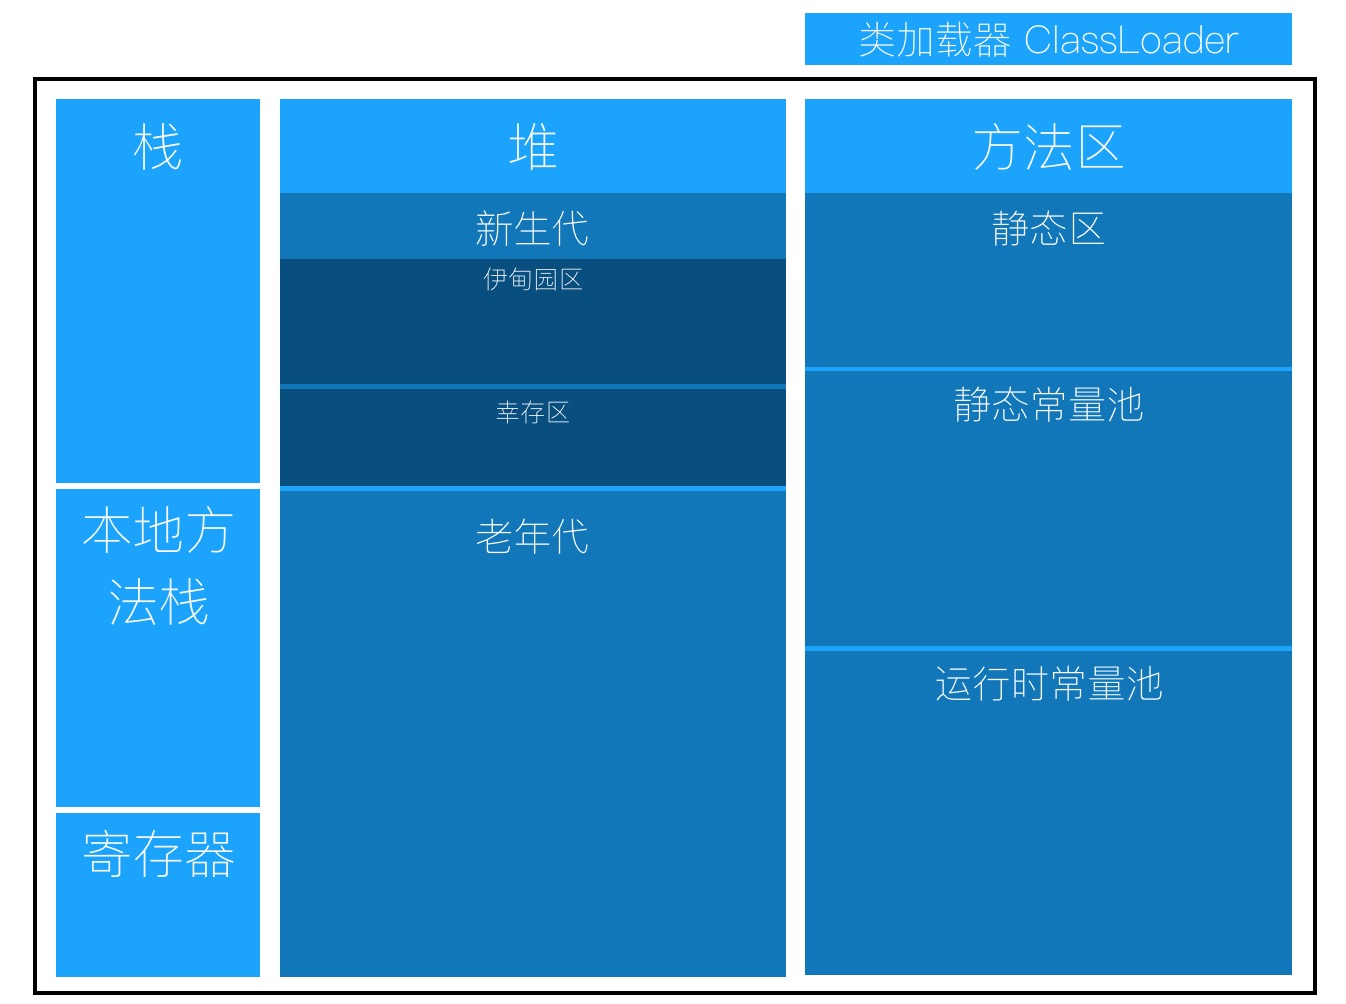 类加载器 ClassLoader
栈
堆
方法区
新生代
静态区
伊甸园区
静态常量池
幸存区
本地方
法栈
老年代
运行时常量池
寄存器